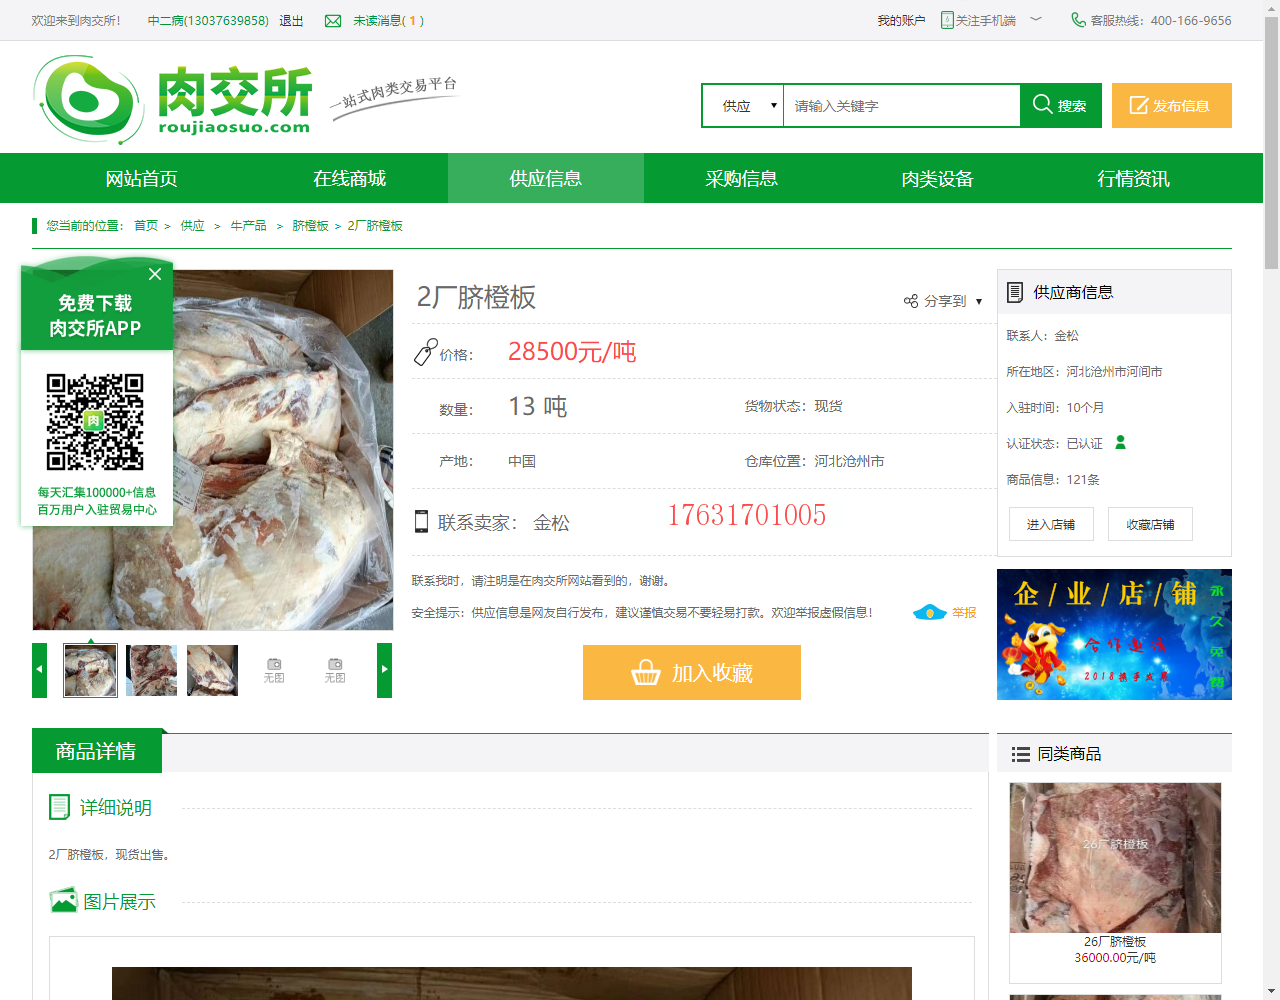 欢迎来到肉交所！ 中二病(13037639858) 退出 未读消息( 1 )
我的账户 关注手机端 客服热线：400-166-9656
肉交所
roujiaosuo.com
一站式肉类交易平台
供应 请输入关键字 搜索 发布信息
网站首页 在线商城 供应信息 采购信息 肉类设备 行情资讯
您当前的位置： 首页 > 供应 > 牛产品 > 脐橙板 > 2厂脐橙板
免费下载
肉交所APP
肉
每天汇集100000+信息
百万用户入驻贸易中心
无图 无图
2厂脐橙板
分享到
价格： 28500元/吨
数量： 13 吨 货物状态：现货
产地： 中国 仓库位置：河北沧州市
联系卖家： 金松 17631701005
联系我时，请注明是在肉交所网站看到的，谢谢。
安全提示：供应信息是网友自行发布，建议谨慎交易不要轻易打款。欢迎举报虚假信息！ 举报
加入收藏
供应商信息
联系人：金松
所在地区：河北沧州市河间市
入驻时间：10个月
认证状态：已认证
商品信息：121条
进入店铺 收藏店铺
企/业/店/铺
合作邀讯
2018携手发展
永久免费
商品详情
详细说明
2厂脐橙板，现货出售。
图片展示
同类商品
26厂脐橙板
26厂脐橙板
36000.00元/吨